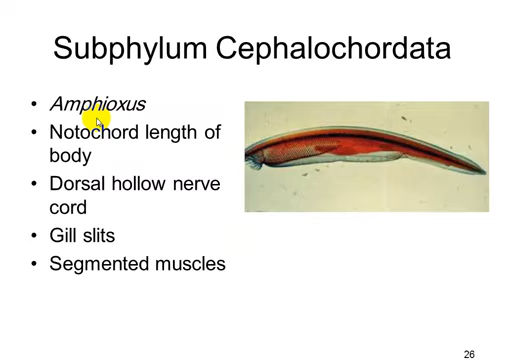 Subphylum Cephalochordata
• Amphioxus
• Notochord length of
body
• Dorsal hollow nerve
cord
• Gill slits
• Segmented muscles
26